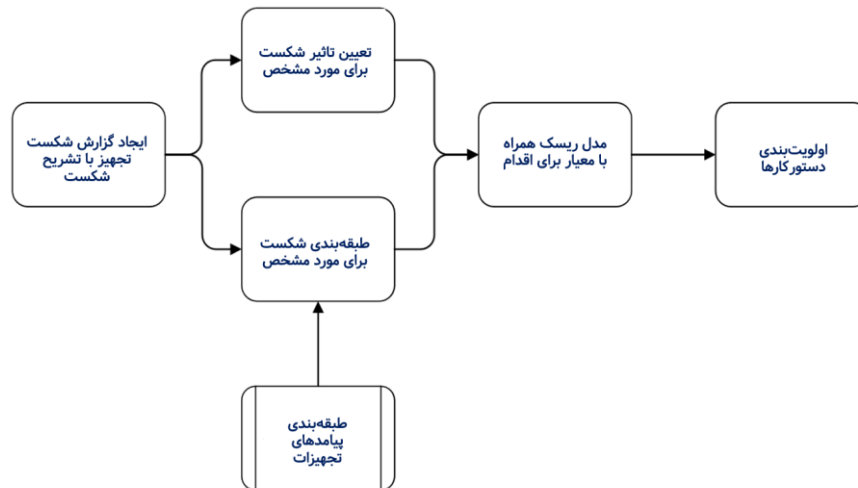 تعیین تاثیر شکست
برای مورد مشخص
ایجاد گزارش شکست
تجهیز با تشریح
شکست
طبقه‌بندی شکست
برای مورد مشخص
طبقه‌بندی
پیامدهای
تجهیزات
مدل ریسک همراه
با معیار برای اقدام
اولویت‌بندی
دستورکارها